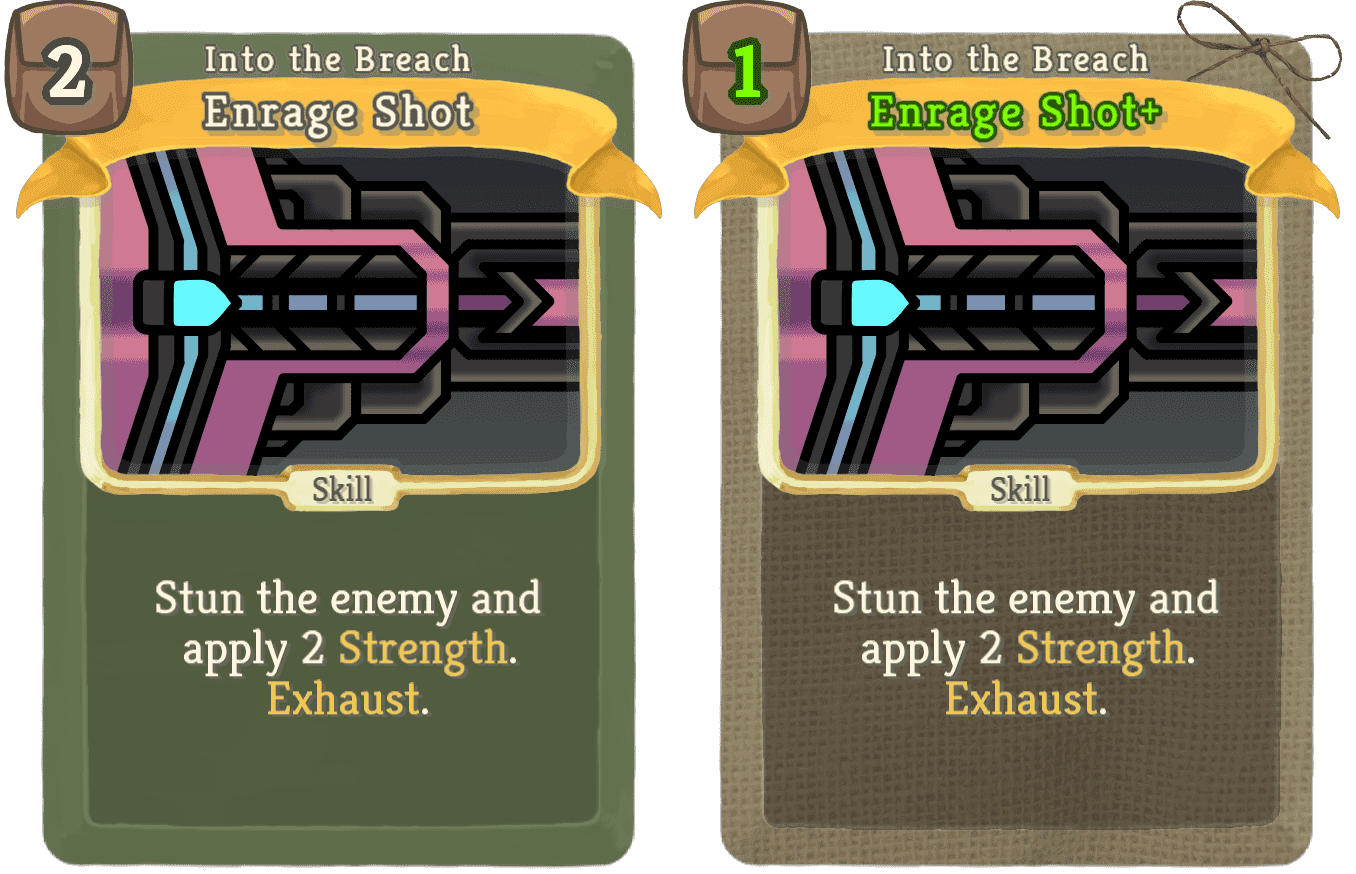 2
Into the Breach
Enrage Shot
Skill
Stun the enemy and
apply 2 Strength.
Exhaust.
1
Into the Breach
Enrage Shot+
Skill
Stun the enemy and
apply 2 Strength.
Exhaust.